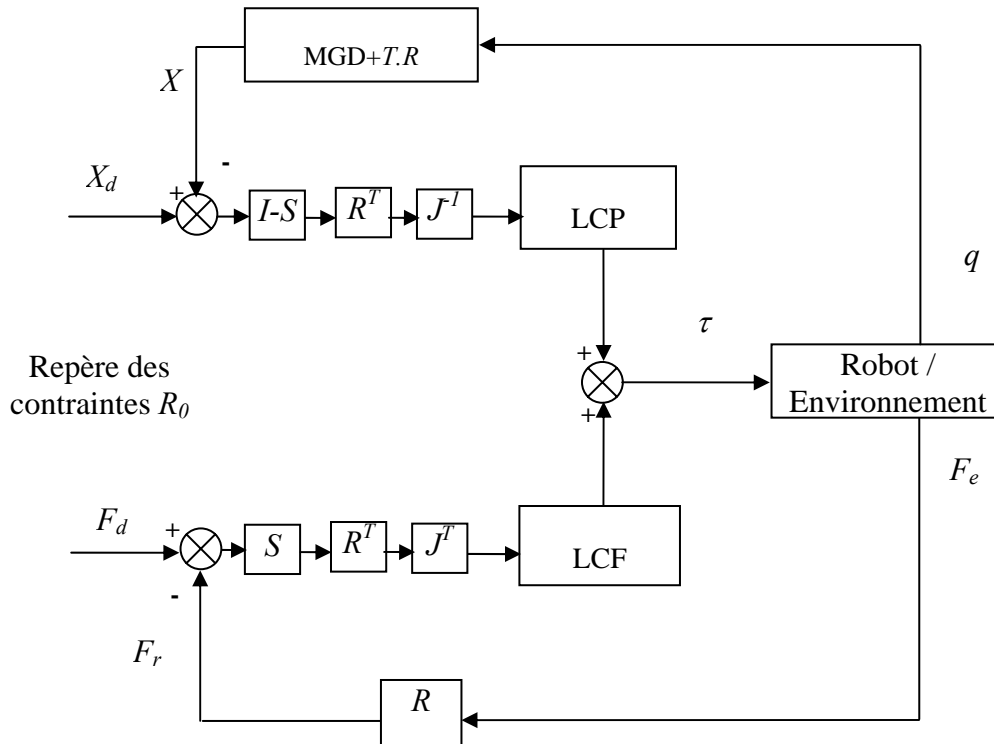 MGD+T.R
X
-
X_d
+
I-S
R^T
J^-1
LCP
q
τ
+
Repère des
contraintes R_0
Robot /
Environnement
+
F_e
F_d
+
S
R^T
J^T
LCF
-
F_r
R